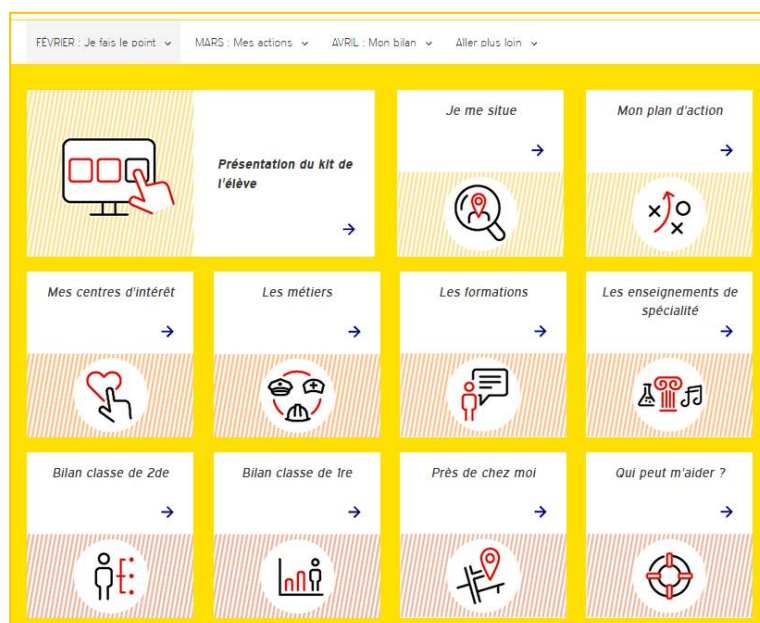 FÉVRIER : Je fais le point
MARS : Mes actions
AVRIL : Mon bilan
Aller plus loin
Présentation du kit de
l'élève
Je me situe
Mon plan d'action
Mes centres d'intérêt
Les métiers
Les formations
Les enseignements de
spécialité
Bilan classe de 2de
Bilan classe de 1re
Près de chez moi
Qui peut m'aider ?